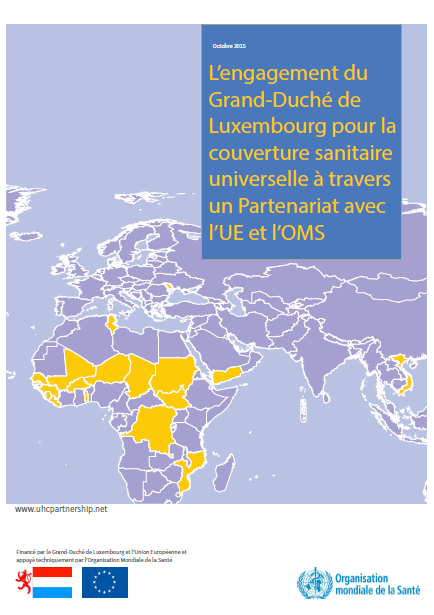 Octobre 2015
L'engagement du
Grand-Duché de
Luxembourg pour la
couverture sanitaire
universelle à travers
un Partenariat avec
l'UE et l'OMS
www.uhcpartnership.net
Financé par le Grand-Duché de Luxembourg et l'Union Européenne et
appuyé techniquement par l'Organisation Mondiale de la Santé
Organisation
mondiale de la Santé